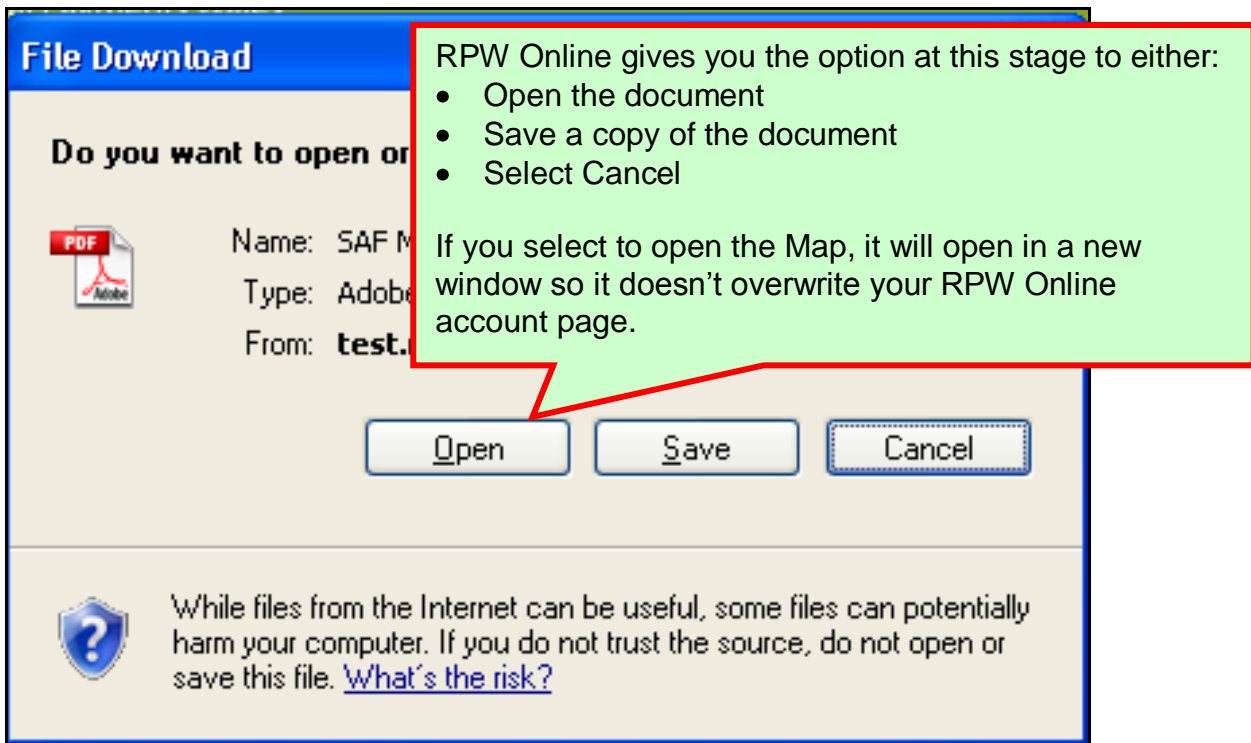 File Download
RPW Online gives you the option at this stage to either:
• Open the document
• Save a copy of the document
• Select Cancel
If you select to open the Map, it will open in a new
window so it doesn’t overwrite your RPW Online
account page.
Do you want to open or
PDF
Adobe
Name: SAF
Type: Adobe
From: test.
Open Save Cancel
While files from the Internet can be useful, some files can potentially
harm your computer. If you do not trust the source, do not open or
save this file. What's the risk?